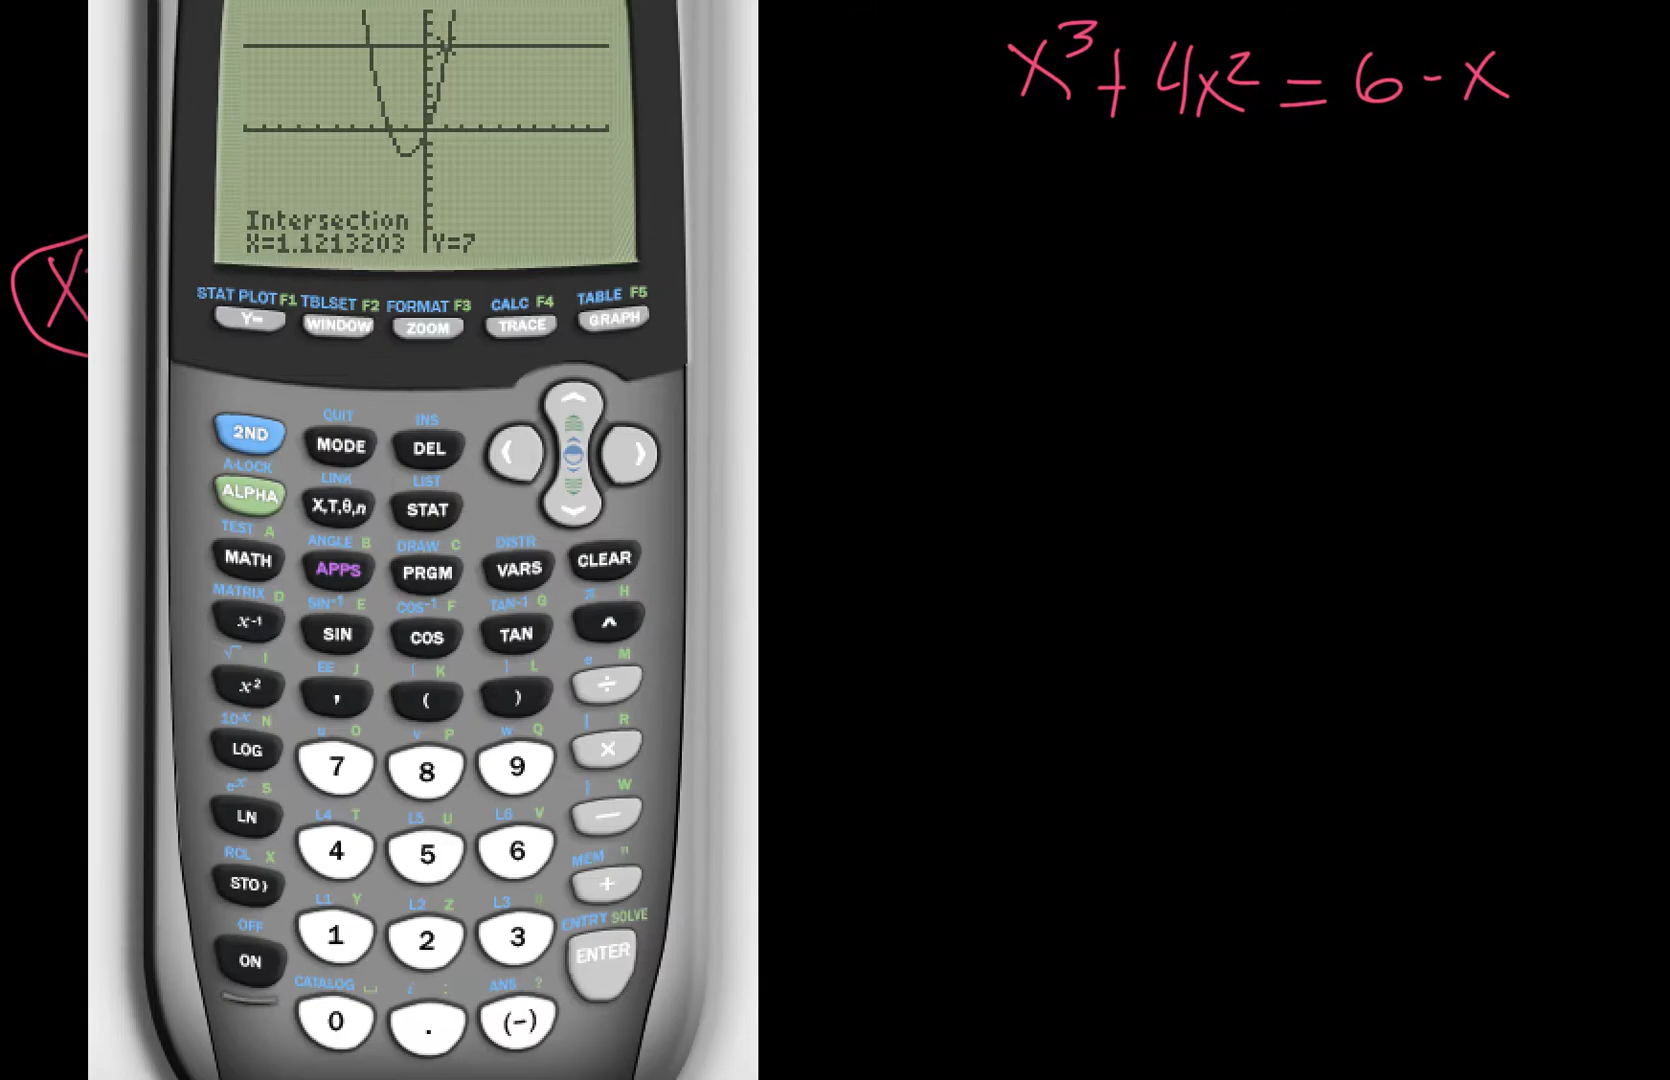 x³ + 4x² = 6 - x
Intersection
X=1.1213203 Y=7
STAT PLOT F1 TBLSET F2 FORMAT F3 CALC F4 TABLE F5
Y= WINDOW ZOOM TRACE GRAPH
X
QUIT INS
2ND MODE DEL
A-LOCK LINK LIST
ALPHA X,T,θ,n STAT
TEST A ANGLE B DRAW C DISTR
MATH APPS PRGM VARS CLEAR
MATRIX D SIN⁻¹ E COS⁻¹ F TAN⁻¹ G π H
x⁻¹ SIN COS TAN ^
√ I EE J { K } L e M
x² , ( ) ÷
10ˣ N u O v P w Q [ R
LOG 7 8 9 ×
eˣ S L4 T L5 U L6 V ] W
LN 4 5 6 −
RCL X L1 Y L2 Z L3 θ MEM "
STO› 1 2 3 +
OFF ENTRY SOLVE
ON ENTER
CATALOG ␣ i : ANS ?
0 . (-)